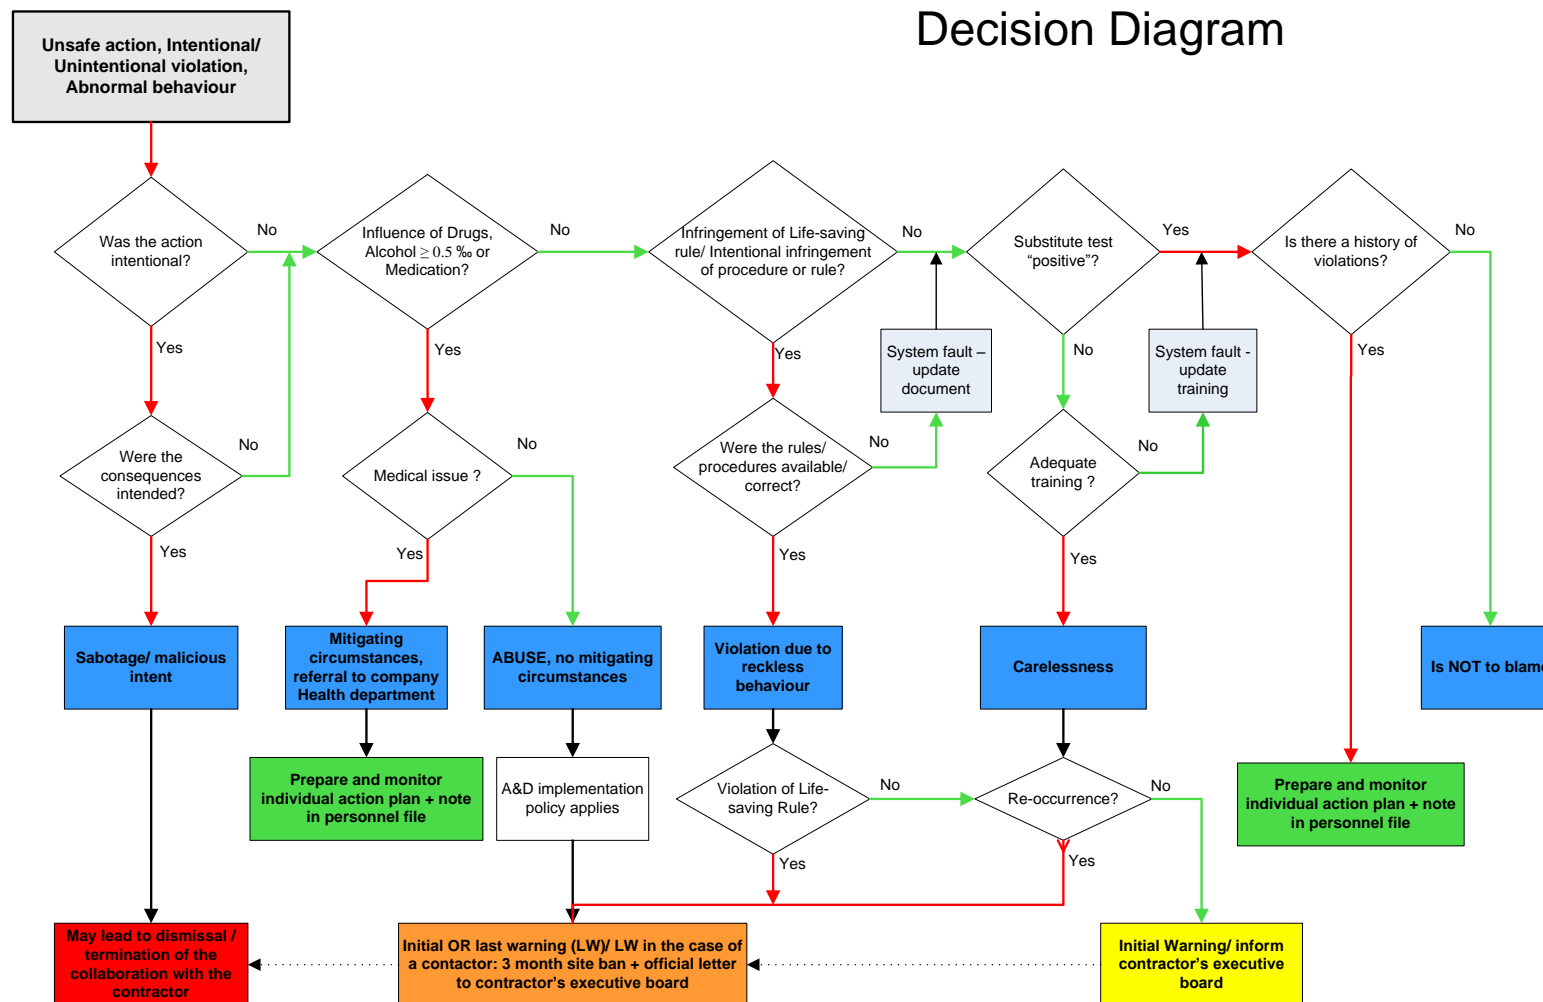 Decision Diagram
Unsafe action, Intentional/
Unintentional violation,
Abnormal behaviour
Was the action
intentional?
No
Yes
Influence of Drugs,
Alcohol ≥ 0.5 ‰ or
Medication?
No
Yes
Infringement of Life-saving
rule/ Intentional infringement
of procedure or rule?
No
Yes
Substitute test
“positive”?
Yes
No
Is there a history of
violations?
No
Yes
System fault –
update
document
System fault -
update
training
Were the
consequences
intended?
No
Yes
Medical issue ?
No
Yes
Were the rules/
procedures available/
correct?
No
Yes
Adequate
training ?
No
Yes
Sabotage/ malicious
intent
Mitigating
circumstances,
referral to company
Health department
ABUSE, no mitigating
circumstances
Violation due to
reckless
behaviour
Carelessness
Is NOT to blame
Prepare and monitor
individual action plan + note
in personnel file
A&D implementation
policy applies
Violation of Life-
saving Rule?
No
Yes
Re-occurrence?
No
Yes
Prepare and monitor
individual action plan + note
in personnel file
May lead to dismissal /
termination of the
collaboration with the
contractor
Initial OR last warning (LW)/ LW in the case of
a contactor: 3 month site ban + official letter
to contractor’s executive board
Initial Warning/ inform
contractor’s executive
board